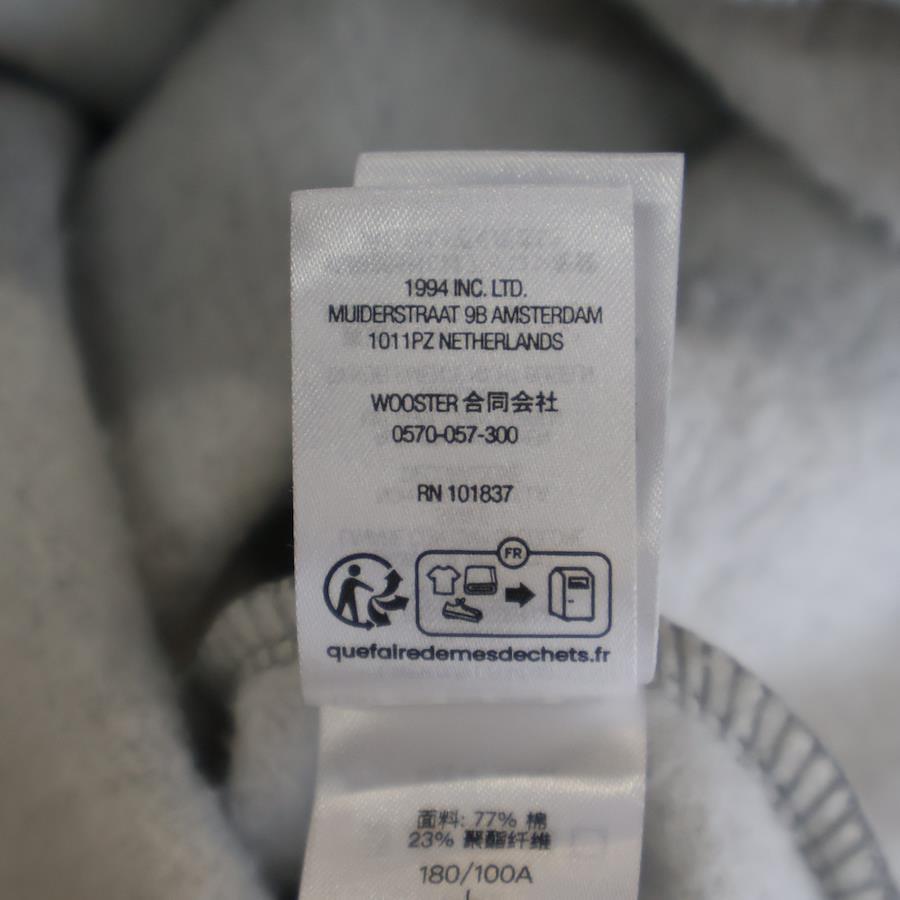 1994 INC. LTD.
MUIDERSTRAAT 9B AMSTERDAM
1011PZ NETHERLANDS
WOOSTER 合同会社
0570-057-300
RN 101837
FR
quefairedemesdechets.fr
面料: 77% 棉
23% 聚酯纤维
180/100A